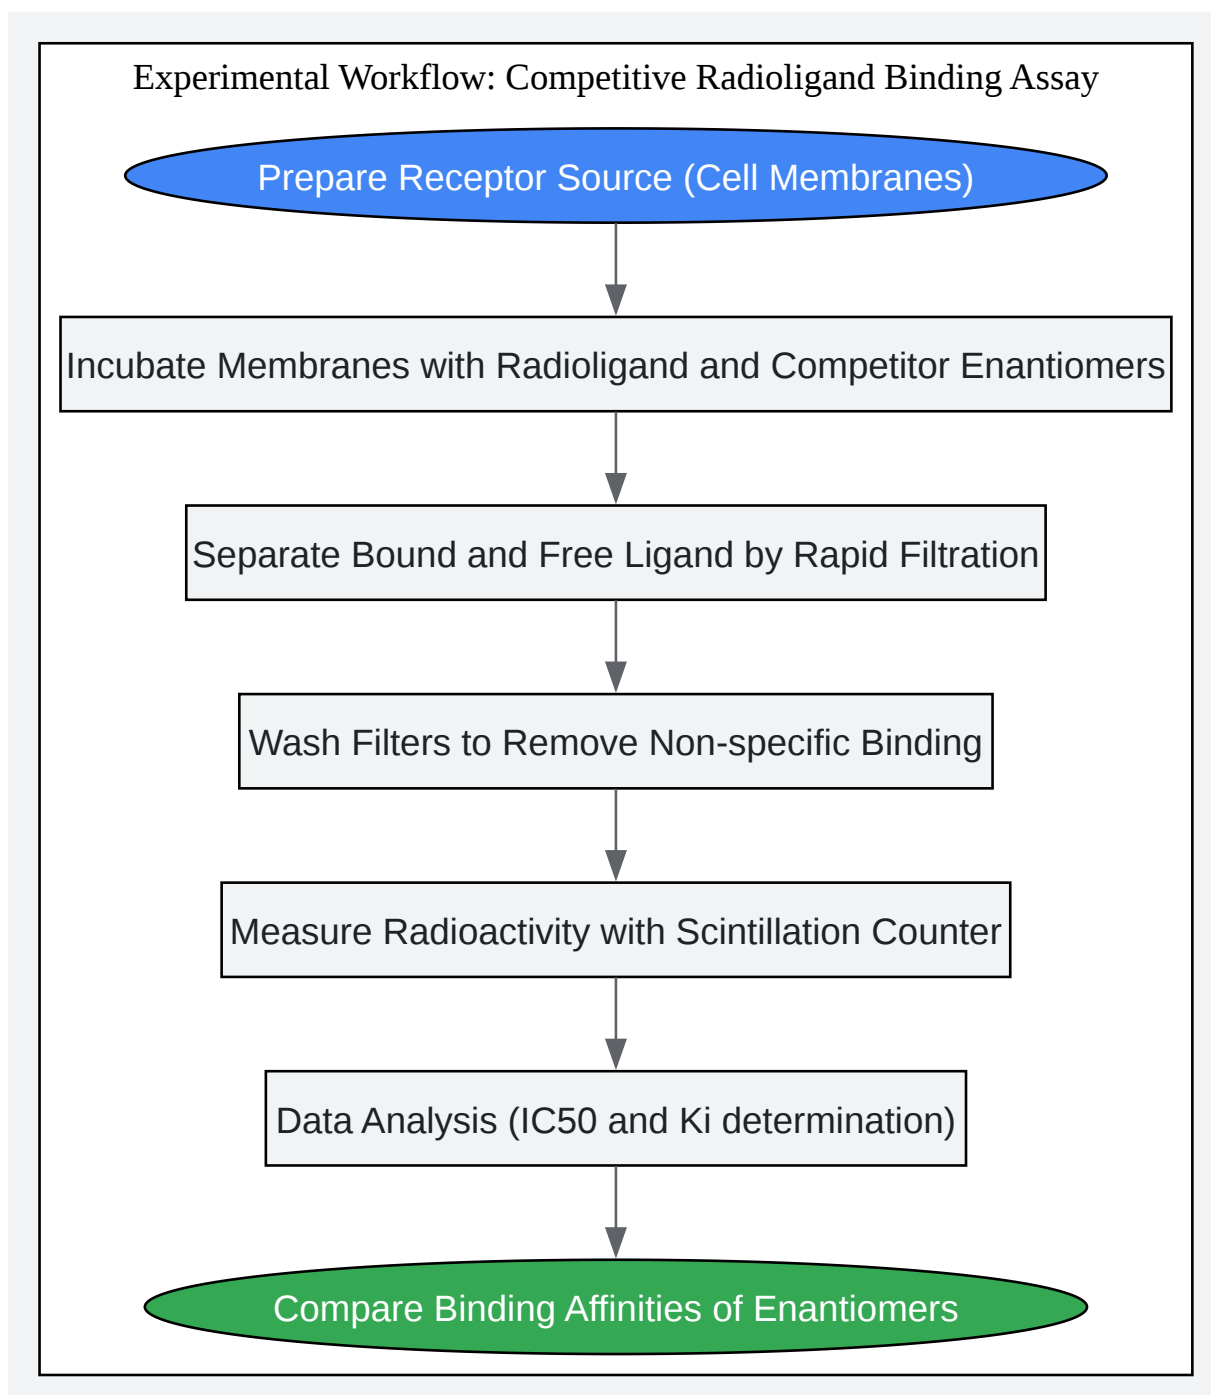 Experimental Workflow: Competitive Radioligand Binding Assay
Prepare Receptor Source (Cell Membranes)
Incubate Membranes with Radioligand and Competitor Enantiomers
Separate Bound and Free Ligand by Rapid Filtration
Wash Filters to Remove Non-specific Binding
Measure Radioactivity with Scintillation Counter
Data Analysis (IC50 and Ki determination)
Compare Binding Affinities of Enantiomers